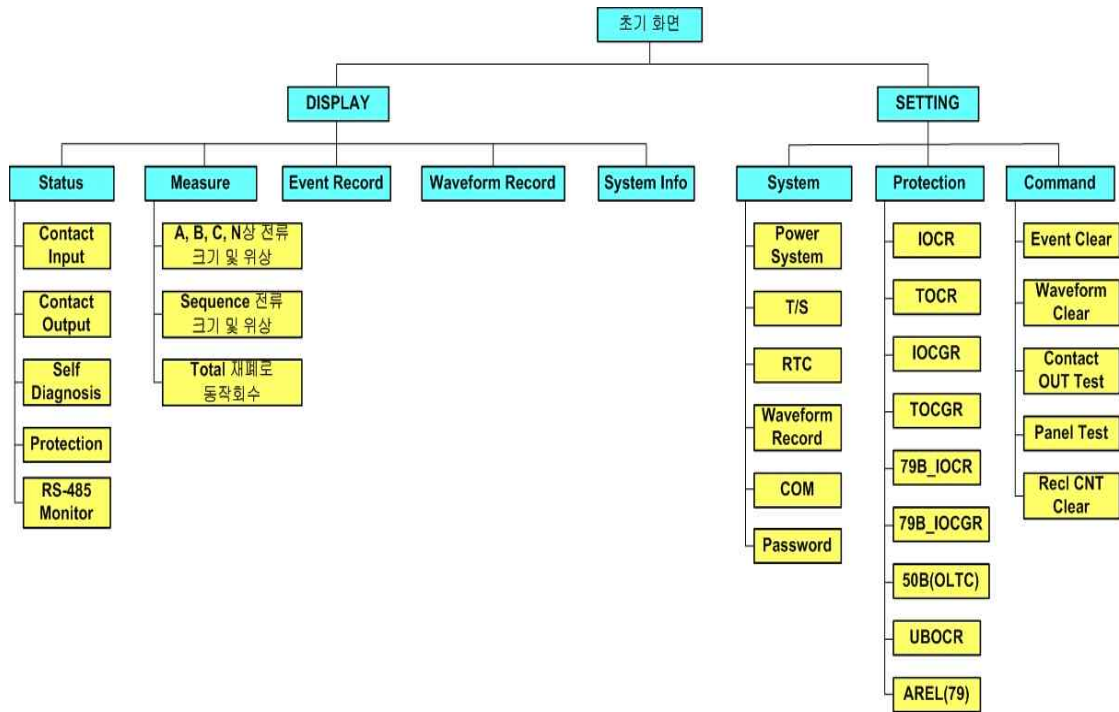 초기 화면
DISPLAY
SETTING
Status
Measure
Event Record
Waveform Record
System Info
System
Protection
Command
Contact
Input
Contact
Output
Self
Diagnosis
Protection
RS-485
Monitor
A, B, C, N상 전류
크기 및 위상
Sequence 전류
크기 및 위상
Total 재폐로
동작회수
Power
System
T/S
RTC
Waveform
Record
COM
Password
IOCR
TOCR
IOCGR
TOCGR
79B_IOCR
79B_IOCGR
50B(OLTC)
UBOCR
AREL(79)
Event Clear
Waveform
Clear
Contact
OUT Test
Panel Test
Recl CNT
Clear